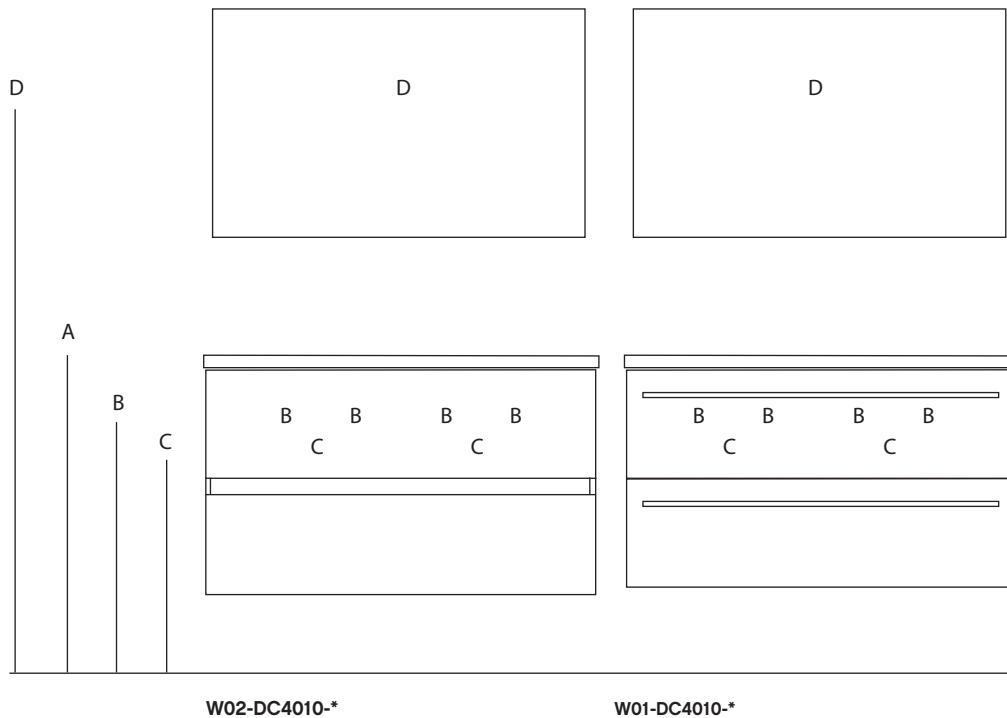 D D D
A
B
C
B B B B
C C
B B B B
C C
W02-DC4010-*
W01-DC4010-*